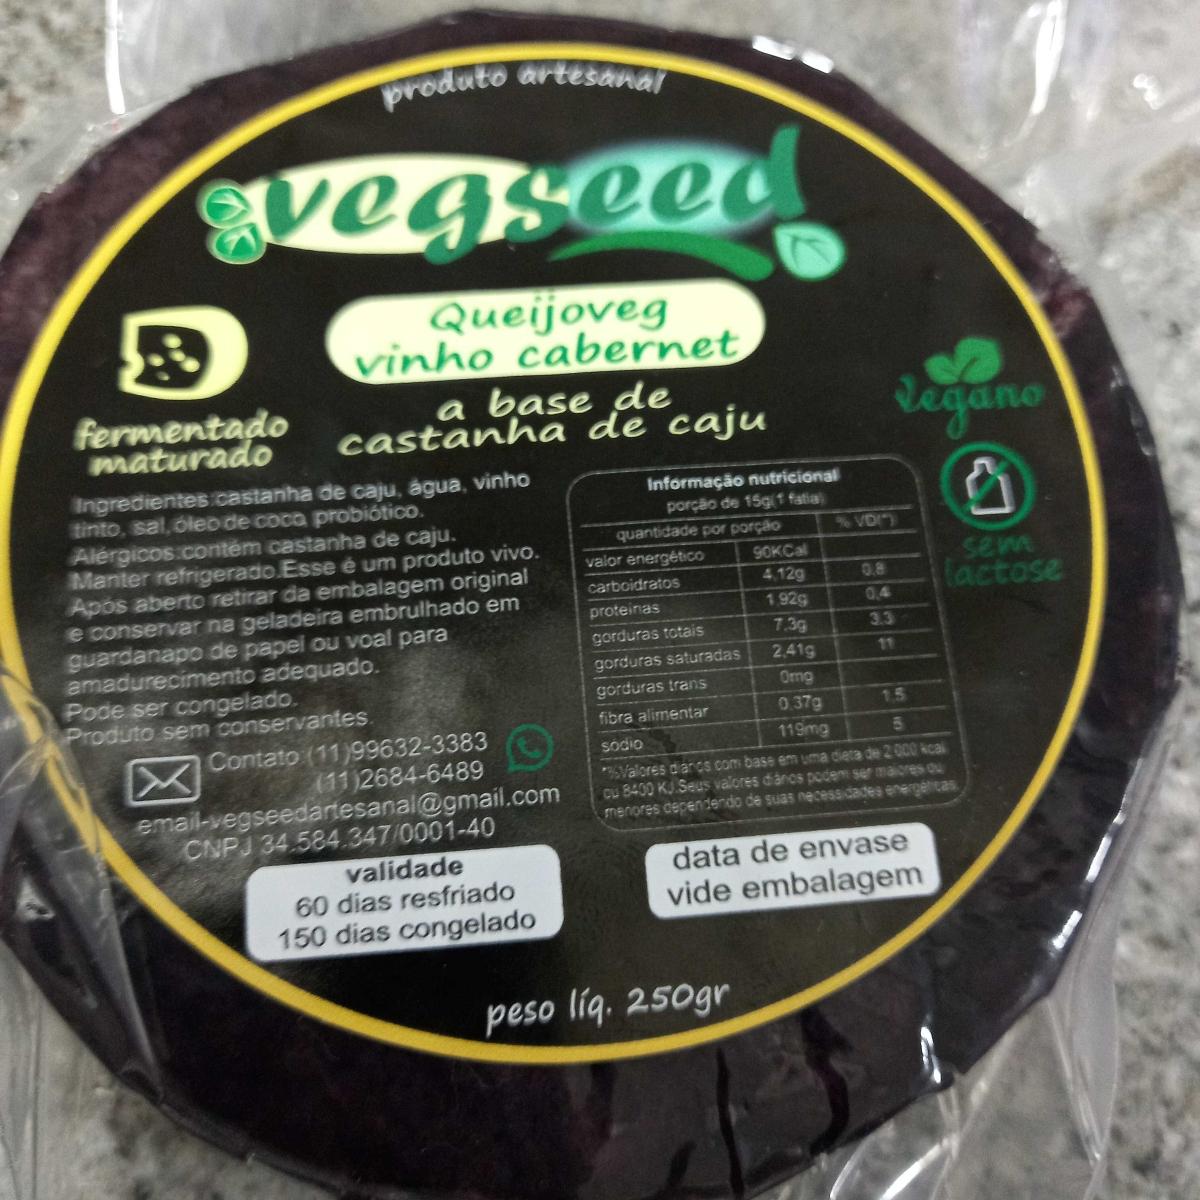 produto artesanal
vegseed
Queijoveg
vinho cabernet
a base de
castanha de caju
fermentado
maturado
vegano
sem
lactose
Ingredientes:castanha de caju, água, vinho
tinto, sal, óleo de coco, probiótico.
Alérgicos:contém castanha de caju.
Manter refrigerado.Esse é um produto vivo.
Após aberto retirar da embalagem original
e conservar na geladeira embrulhado em
guardanapo de papel ou voal para
amadurecimento adequado.
Pode ser congelado.
Produto sem conservantes.
Contato:(11)99632-3383
(11)2684-6489
email-vegseedartesanal@gmail.com
CNPJ 34.584.347/0001-40
Informação nutricional
porção de 15g(1 fatia)
quantidade por porção % VD(*)
valor energético 90KCal
carboidratos 4,12g 0,8
proteínas 1,92g 0,4
gorduras totais 7,3g 3,3
gorduras saturadas 2,41g 11
gorduras trans 0mg
fibra alimentar 0,37g 1,5
sódio 119mg 5
*%Valores diários com base em uma dieta de 2 000 kcal
ou 8400 KJ.Seus valores diários podem ser maiores ou
menores dependendo de suas necessidades energéticas
validade
60 dias resfriado
150 dias congelado
data de envase
vide embalagem
peso líq. 250gr